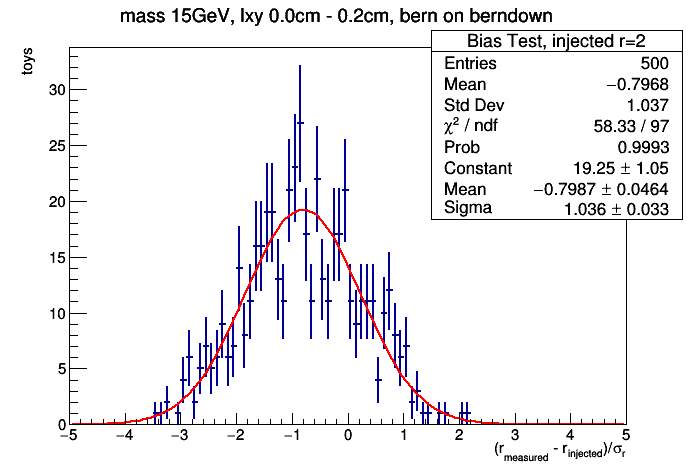 mass 15GeV, lxy 0.0cm - 0.2cm, bern on berndown
toys
Bias Test, injected r=2
Entries 500
Mean −0.7968
Std Dev 1.037
χ² / ndf 58.33 / 97
Prob 0.9993
Constant 19.25 ± 1.05
Mean −0.7987 ± 0.0464
Sigma 1.036 ± 0.033
30
25
20
15
10
5
0
−5 −4 −3 −2 −1 0 1 2 3 4 5
(r measured - r injected)/σr